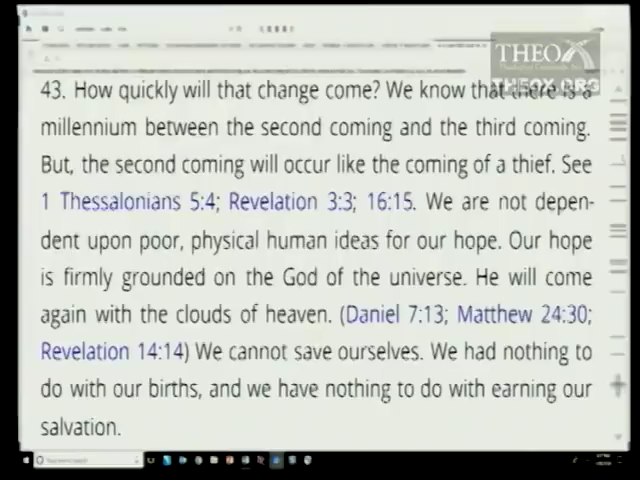 THEOX
THEOX.ORG
43. How quickly will that change come? We know that there is a
millennium between the second coming and the third coming.
But, the second coming will occur like the coming of a thief. See
1 Thessalonians 5:4; Revelation 3:3; 16:15. We are not depen-
dent upon poor, physical human ideas for our hope. Our hope
is firmly grounded on the God of the universe. He will come
again with the clouds of heaven. (Daniel 7:13; Matthew 24:30;
Revelation 14:14) We cannot save ourselves. We had nothing to
do with our births, and we have nothing to do with earning our
salvation.